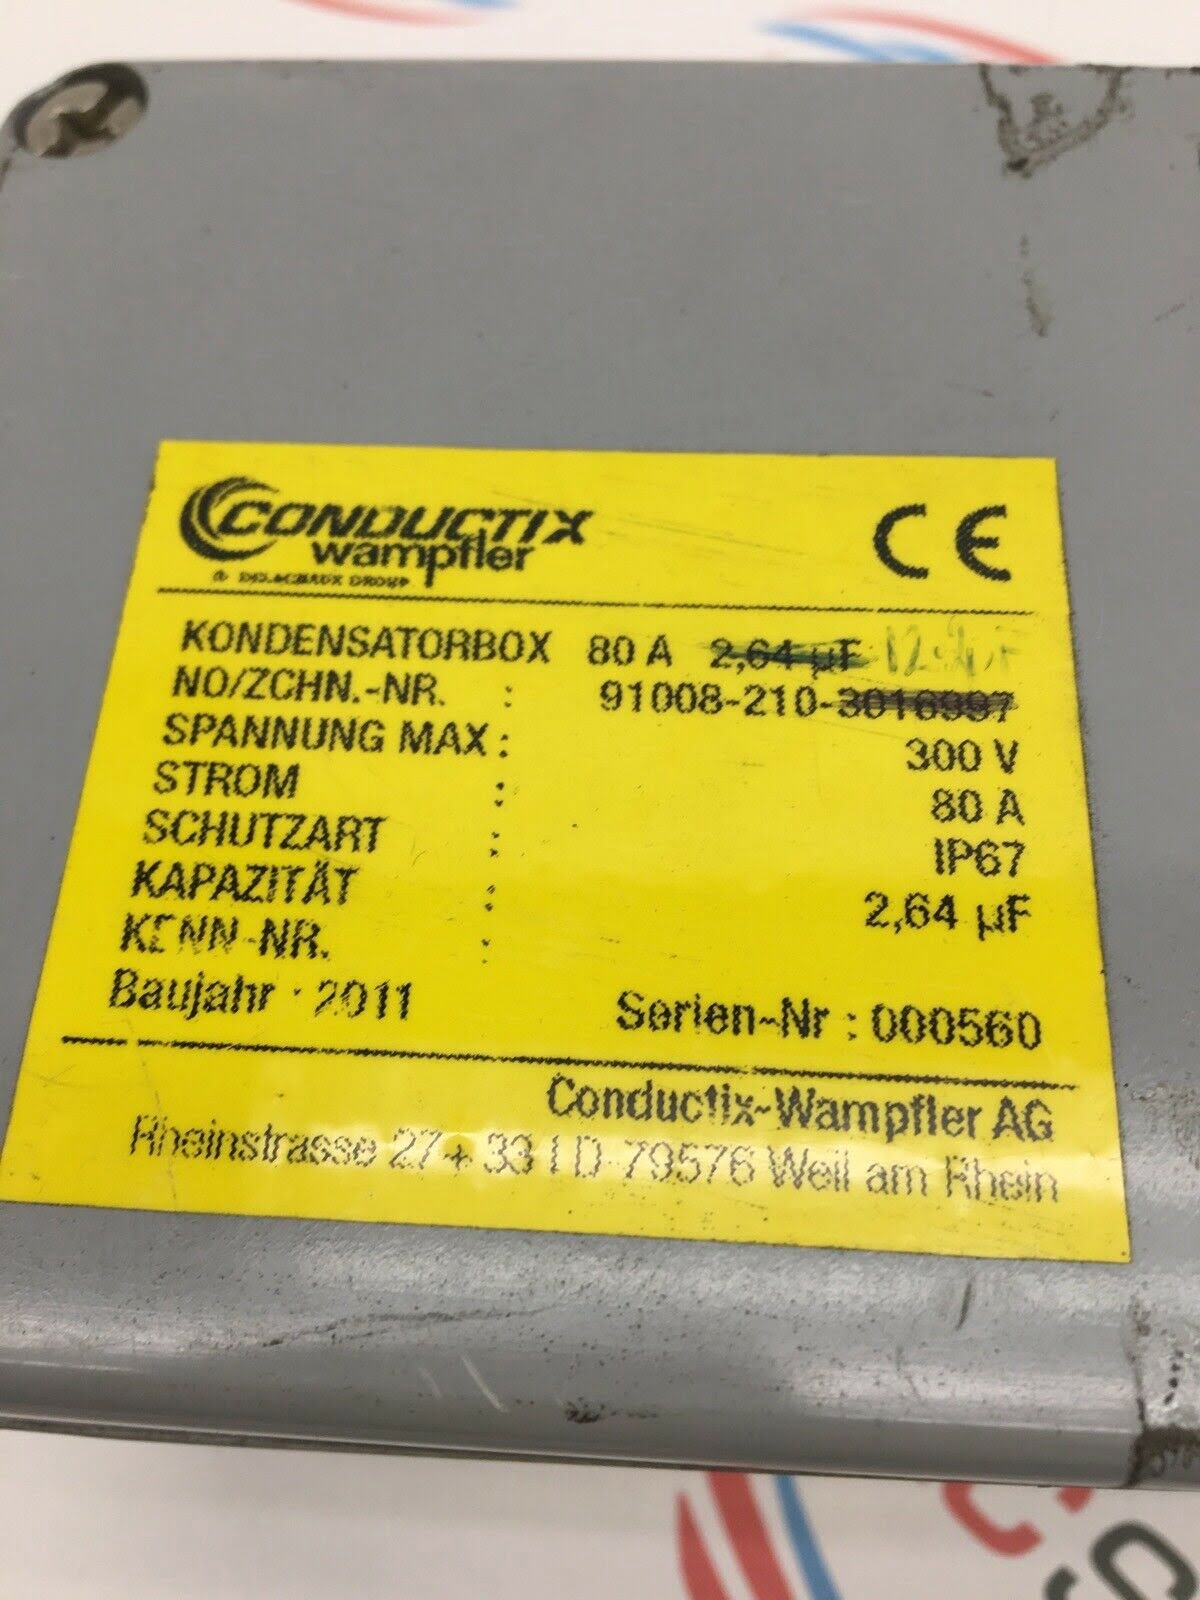 CONDUCTIX
wampfler
A DELACHAUX GROUP
CE
KONDENSATORBOX 80 A 2,64 µF
NO/ZCHN.-NR. : 91008-210-3016997
SPANNUNG MAX : 300 V
STROM : 80 A
SCHUTZART : IP67
KAPAZITÄT : 2,64 µF
KENN-NR. :
Baujahr : 2011 Serien-Nr : 000560
Conductix-Wampfler AG
Rheinstrasse 27 + 33 I D-79576 Weil am Rhein